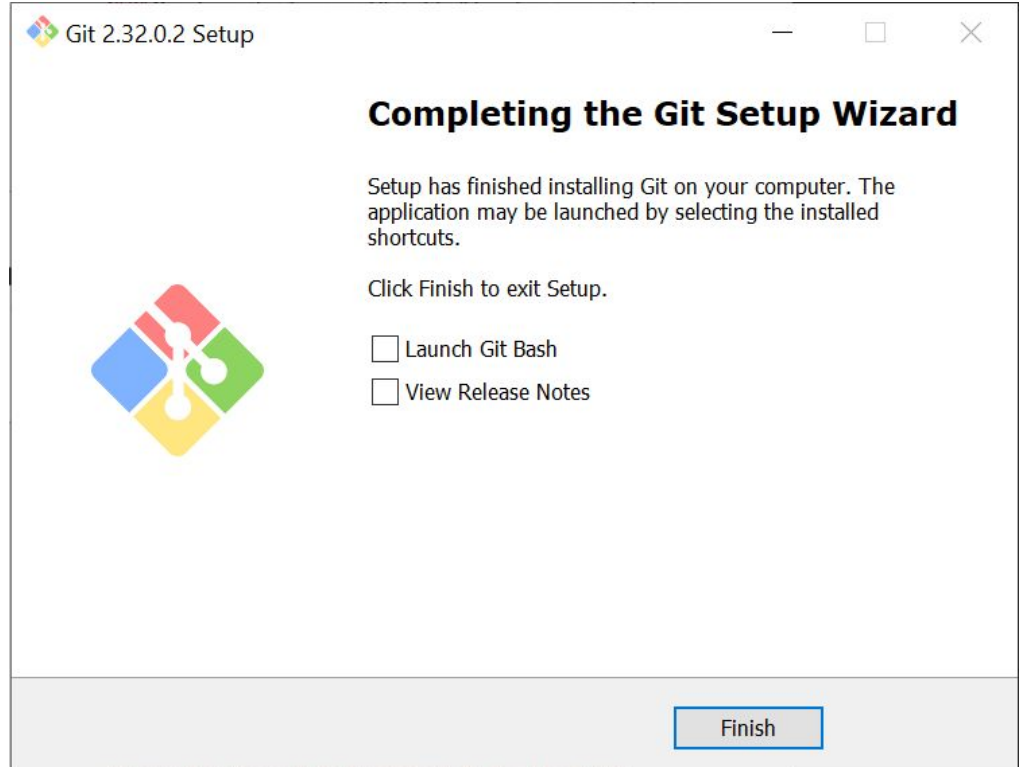 Git 2.32.0.2 Setup
Completing the Git Setup Wizard
Setup has finished installing Git on your computer. The
application may be launched by selecting the installed
shortcuts.
Click Finish to exit Setup.
Launch Git Bash
View Release Notes
Finish